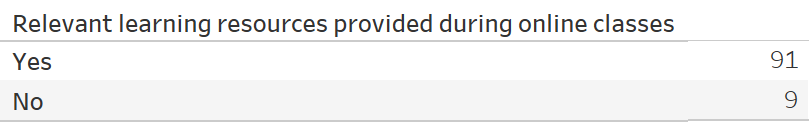 Relevant learning resources provided during online classes
Yes 91
No 9